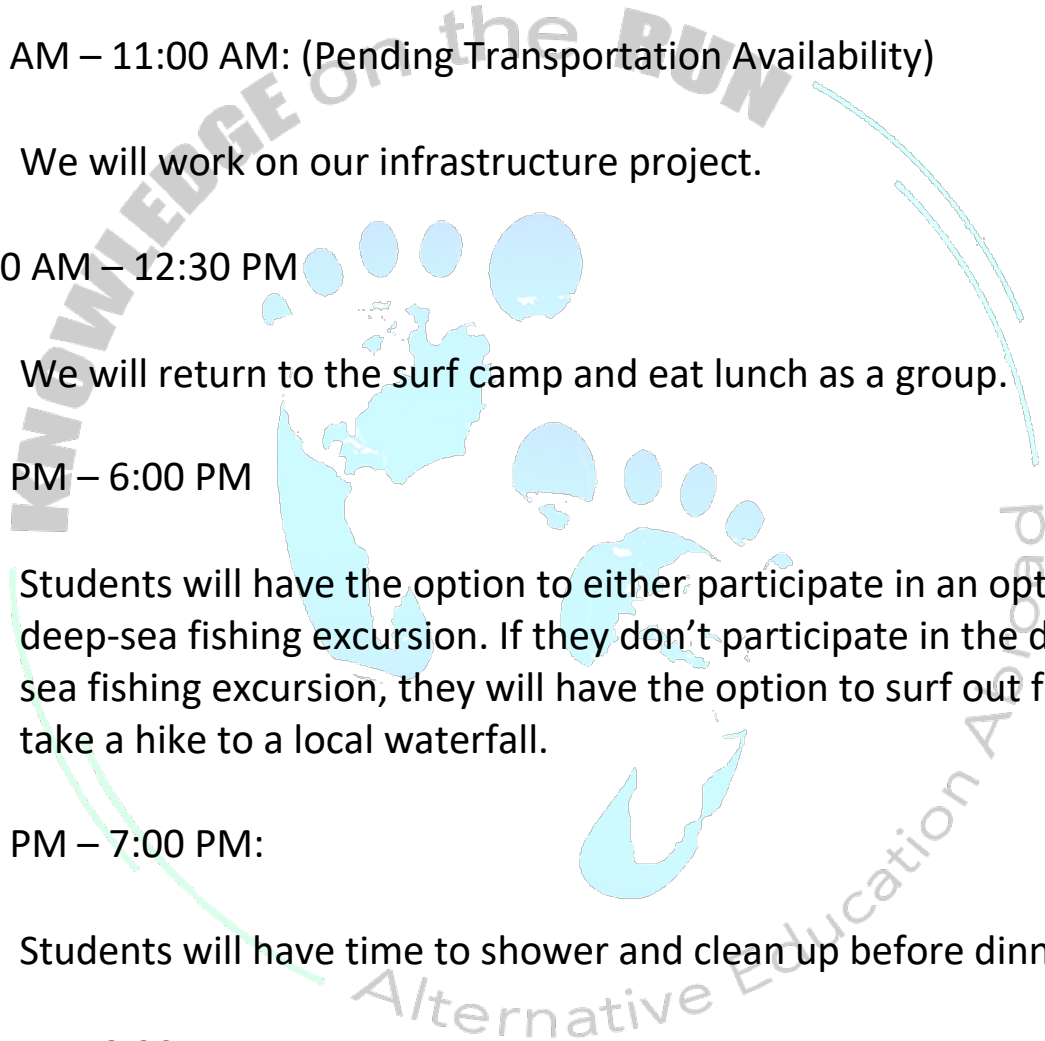 AM – 11:00 AM: (Pending Transportation Availability)
We will work on our infrastructure project.
0 AM – 12:30 PM
We will return to the surf camp and eat lunch as a group.
PM – 6:00 PM
Students will have the option to either participate in an opt
deep-sea fishing excursion. If they don’t participate in the d
sea fishing excursion, they will have the option to surf out f
take a hike to a local waterfall.
PM – 7:00 PM:
Students will have time to shower and clean up before dinn
KNOWLEDGE on the RUN
Alternative Education Abroad